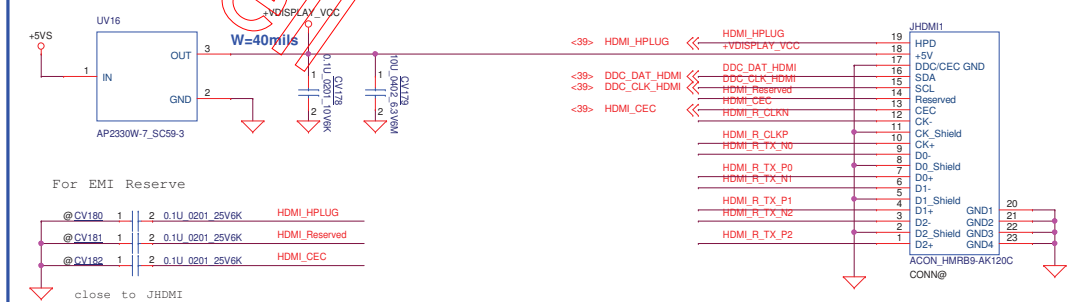 UV16
+5VS
1
IN
OUT
3
GND
2
AP2330W-7_SC59-3
W=40mils
+VDISPLAY_VCC
1
2
0.1U_0201_10V6K
CV178
1
2
10U_0402_6.3V6M
CV179
<39> HDMI_HPLUG
<39> DDC_DAT_HDMI
<39> DDC_CLK_HDMI
<39> HDMI_CEC
JHDMI1
HDMI_HPLUG 19 HPD
+VDISPLAY_VCC 18 +5V
17 DDC/CEC GND
DDC_DAT_HDMI 16 SDA
DDC_CLK_HDMI 15 SCL
HDMI_Reserved 14 Reserved
HDMI_CEC 13 CEC
HDMI_R_CLKN 12 CK-
11 CK_Shield
HDMI_R_CLKP 10 CK+
HDMI_R_TX_N0 9 D0-
8 D0_Shield
HDMI_R_TX_P0 7 D0+
HDMI_R_TX_N1 6 D1-
5 D1_Shield
HDMI_R_TX_P1 4 D1+ GND1 20
HDMI_R_TX_N2 3 D2- GND2 21
2 D2_Shield GND3 22
HDMI_R_TX_P2 1 D2+ GND4 23
ACON_HMRB9-AK120C
CONN@
For EMI Reserve
@ CV180 1 2 0.1U_0201_25V6K HDMI_HPLUG
@ CV181 1 2 0.1U_0201_25V6K HDMI_Reserved
@ CV182 1 2 0.1U_0201_25V6K HDMI_CEC
close to JHDMI